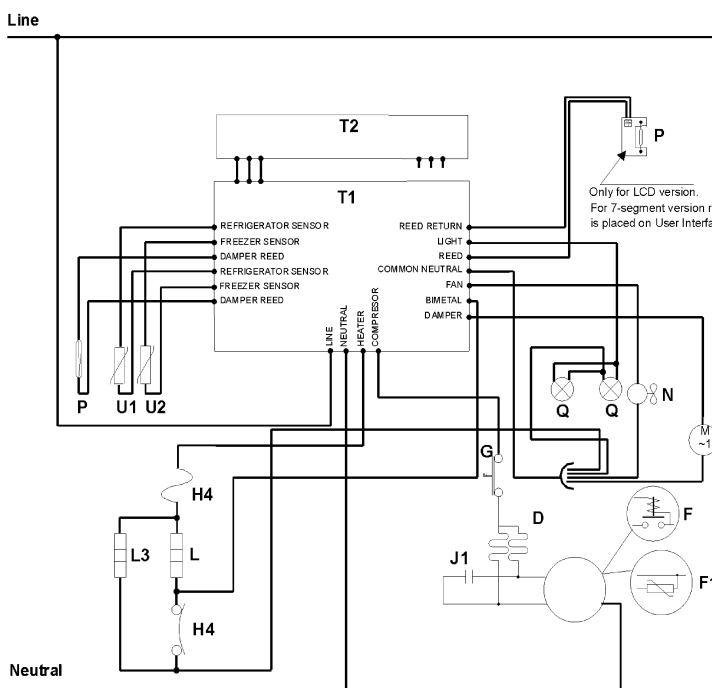 Line
T2
P
Only for LCD version.
For 7-segment version
is placed on User
T1
REFRIGERATOR SENSOR
FREEZER SENSOR
DAMPER REED
REFRIGERATOR SENSOR
FREEZER SENSOR
DAMPER REED
REED RETURN
LIGHT
REED
COMMON NEUTRAL
FAN
BIMETAL
DAMPER
LINE
NEUTRAL
HEATER
COMPRESOR
P
U1
U2
Q
Q
N
M
~1
G
H4
D
F
L3
L
J1
F1
H4
Neutral